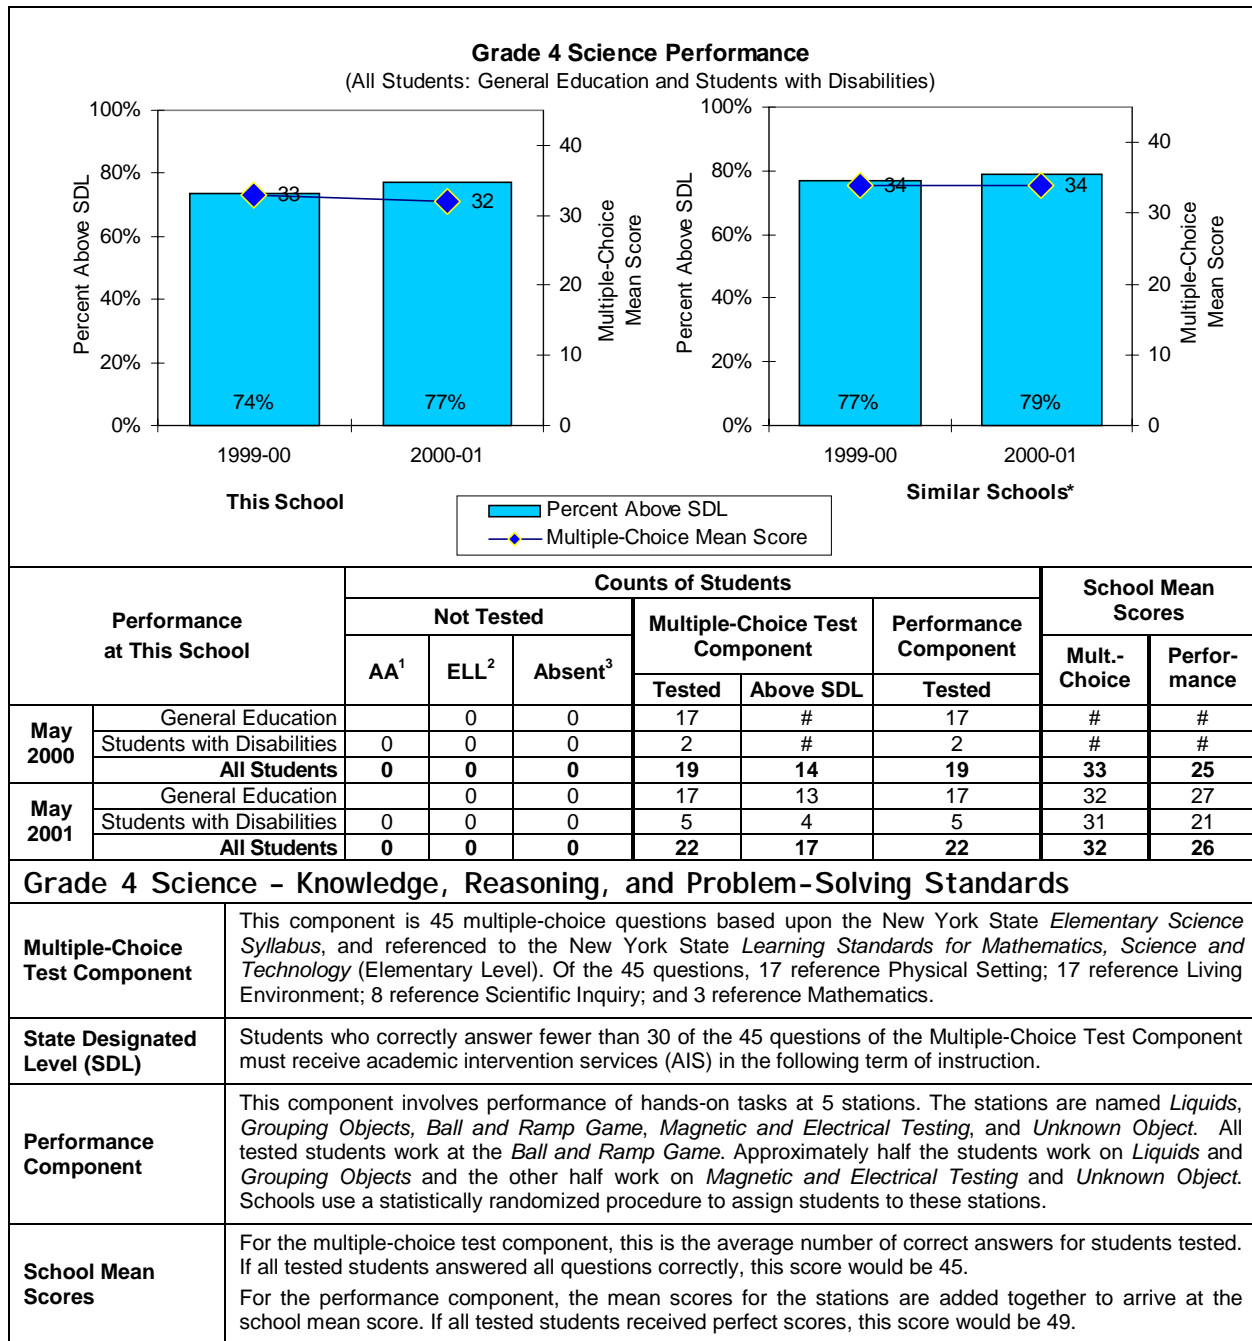 Grade 4 Science Performance
(All Students: General Education and Students with Disabilities)
100%
80%
60%
40%
20%
0%
Percent Above SDL
33
32
74%
77%
40
30
20
10
0
Multiple-Choice
Mean Score
1999-00
2000-01
This School
100%
80%
60%
40%
20%
0%
Percent Above SDL
34
34
77%
79%
40
30
20
10
0
Multiple-Choice
Mean Score
1999-00
2000-01
Similar Schools*
Percent Above SDL
Multiple-Choice Mean Score
Performance
at This School
Counts of Students
School Mean
Scores
Not Tested
Multiple-Choice Test
Component
Performance
Component
Mult.-
Choice
Perfor-
mance
AA1 ELL2 Absent3
Tested Above SDL Tested
May
2000
General Education 0 0 17 # 17 # #
Students with Disabilities 0 0 0 2 # 2 # #
All Students 0 0 0 19 14 19 33 25
May
2001
General Education 0 0 17 13 17 32 27
Students with Disabilities 0 0 0 5 4 5 31 21
All Students 0 0 0 22 17 22 32 26
Grade 4 Science – Knowledge, Reasoning, and Problem-Solving Standards
Multiple-Choice
Test Component
This component is 45 multiple-choice questions based upon the New York State Elementary Science
Syllabus, and referenced to the New York State Learning Standards for Mathematics, Science and
Technology (Elementary Level). Of the 45 questions, 17 reference Physical Setting; 17 reference Living
Environment; 8 reference Scientific Inquiry; and 3 reference Mathematics.
State Designated
Level (SDL)
Students who correctly answer fewer than 30 of the 45 questions of the Multiple-Choice Test Component
must receive academic intervention services (AIS) in the following term of instruction.
Performance
Component
This component involves performance of hands-on tasks at 5 stations. The stations are named Liquids,
Grouping Objects, Ball and Ramp Game, Magnetic and Electrical Testing, and Unknown Object. All
tested students work at the Ball and Ramp Game. Approximately half the students work on Liquids and
Grouping Objects and the other half work on Magnetic and Electrical Testing and Unknown Object.
Schools use a statistically randomized procedure to assign students to these stations.
School Mean
Scores
For the multiple-choice test component, this is the average number of correct answers for students tested.
If all tested students answered all questions correctly, this score would be 45.
For the performance component, the mean scores for the stations are added together to arrive at the
school mean score. If all tested students received perfect scores, this score would be 49.